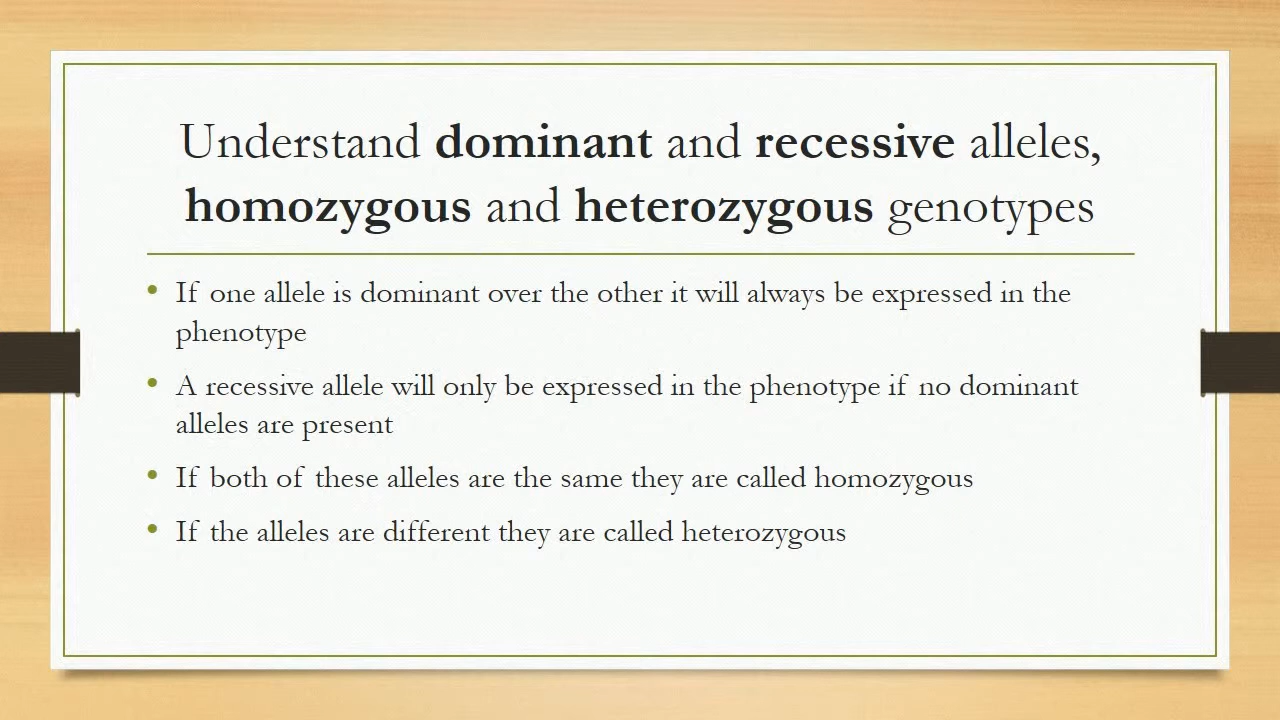 Understand dominant and recessive alleles,
homozygous and heterozygous genotypes
• If one allele is dominant over the other it will always be expressed in the
phenotype
• A recessive allele will only be expressed in the phenotype if no dominant
alleles are present
• If both of these alleles are the same they are called homozygous
• If the alleles are different they are called heterozygous